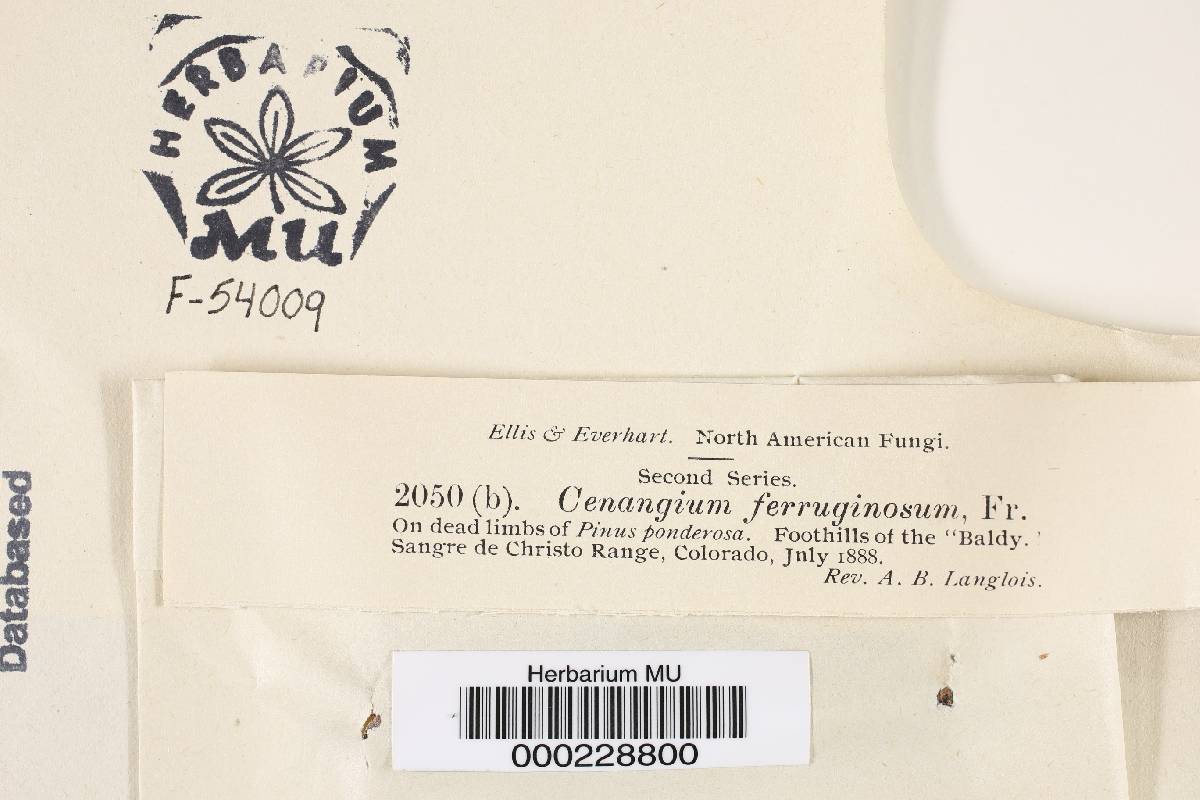 HERBARIUM
MU
F-54009
Databased
Ellis & Everhart. North American Fungi.
Second Series.
2050 (b). Cenangium ferruginosum, Fr.
On dead limbs of Pinus ponderosa. Foothills of the "Baldy.'
Sangre de Christo Range, Colorado, Jnly 1888.
Rev. A. B. Langlois.
Herbarium MU
000228800